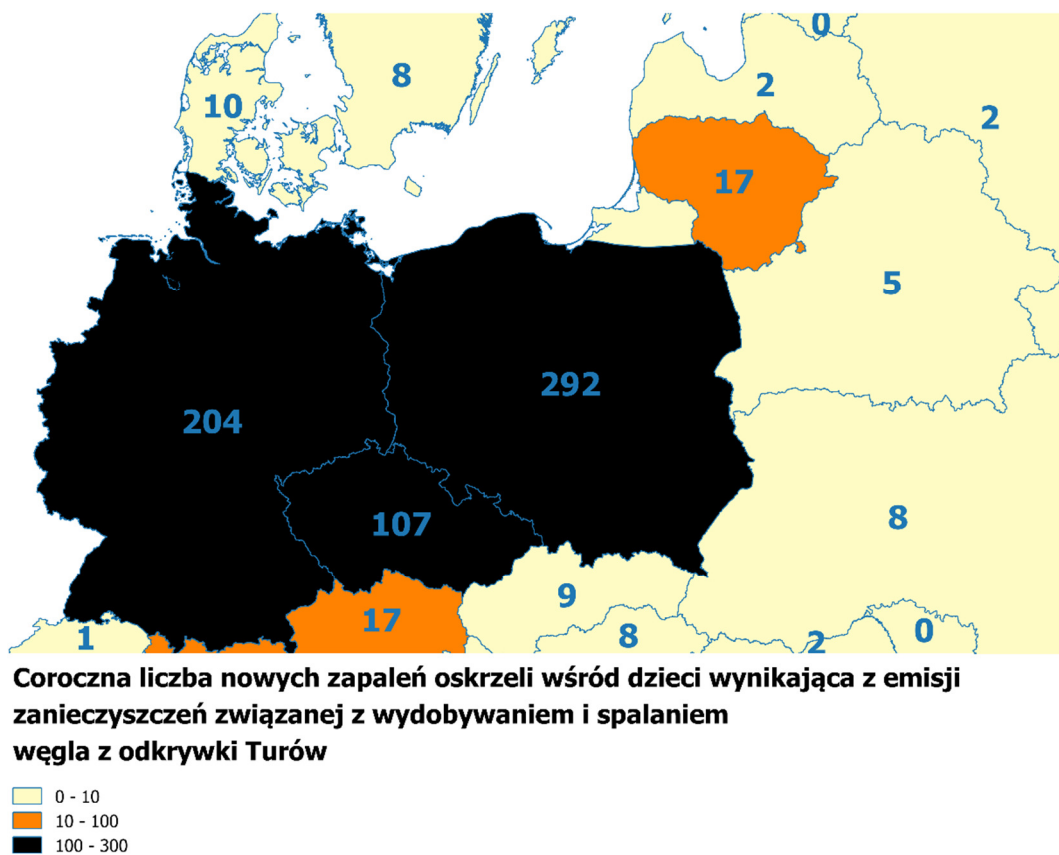 0
8
10
2
2
17
5
292
204
8
107
9
17
0
8
1
2
Coroczna liczba nowych zapaleń oskrzeli wśród dzieci wynikająca z emisji
zanieczyszczeń związanej z wydobywaniem i spalaniem
węgla z odkrywki Turów
0 - 10
10 - 100
100 - 300